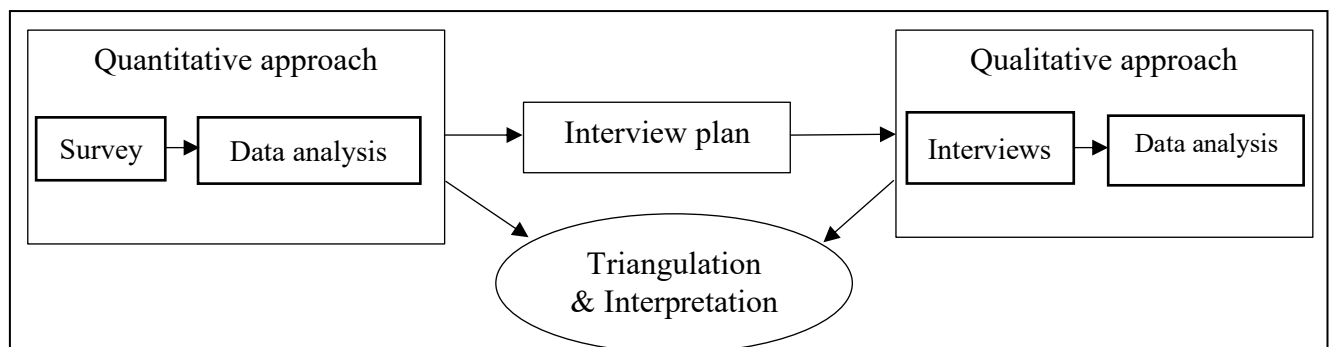 Quantitative approach
Survey
Data analysis
Interview plan
Qualitative approach
Interviews
Data analysis
Triangulation
& Interpretation